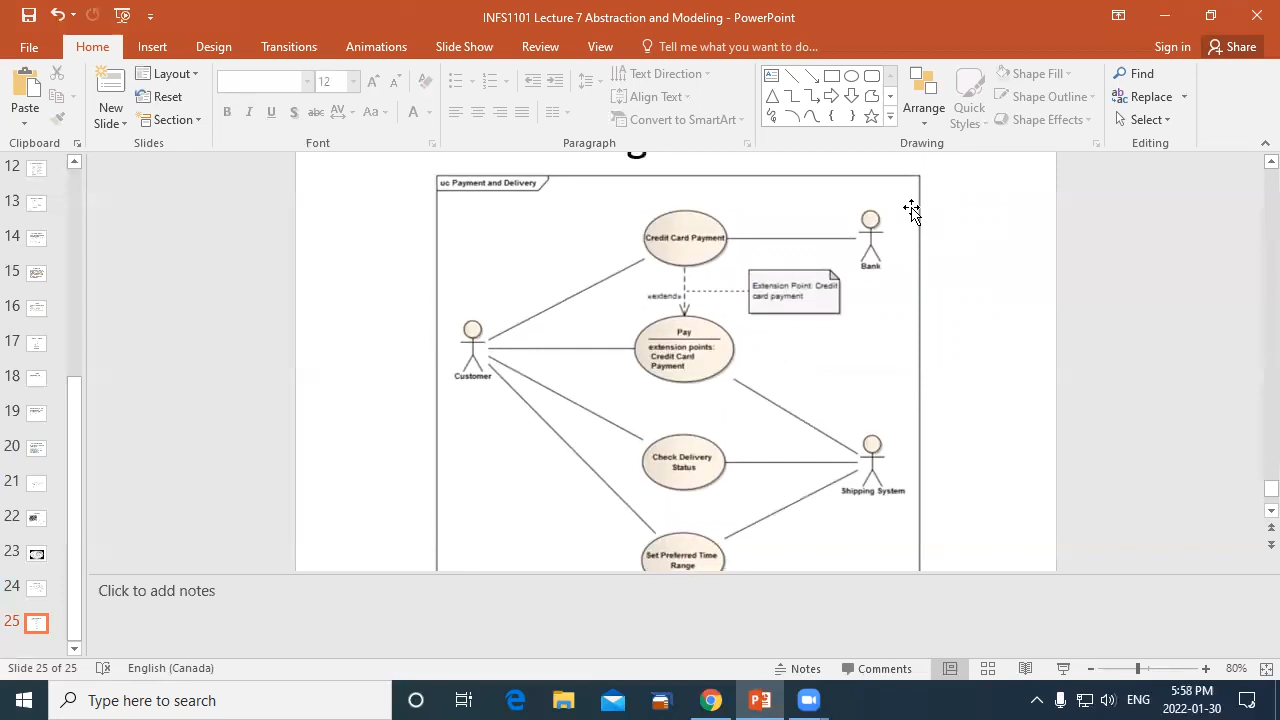 INFS1101 Lecture 7 Abstraction and Modeling - PowerPoint
File Home Insert Design Transitions Animations Slide Show Review View Tell me what you want to do... Sign in Share
Paste
Clipboard
New Slide
Layout
Reset
Section
Slides
12
B I U S abc AV Aa A
Font
Text Direction
Align Text
Convert to SmartArt
Paragraph
Arrange
Quick Styles
Shape Fill
Shape Outline
Shape Effects
Drawing
Find
Replace
Select
Editing
12
13
14
15
16
17
18
19
20
21
22
23
24
25
uc Payment and Delivery
Credit Card Payment
Bank
«extend»
Extension Point: Credit
card payment
Pay
extension points:
Credit Card
Payment
Customer
Check Delivery
Status
Shipping System
Set Preferred Time
Range
Click to add notes
Slide 25 of 25 English (Canada) Notes Comments 80%
Type here to search
ENG
5:58 PM
2022-01-30